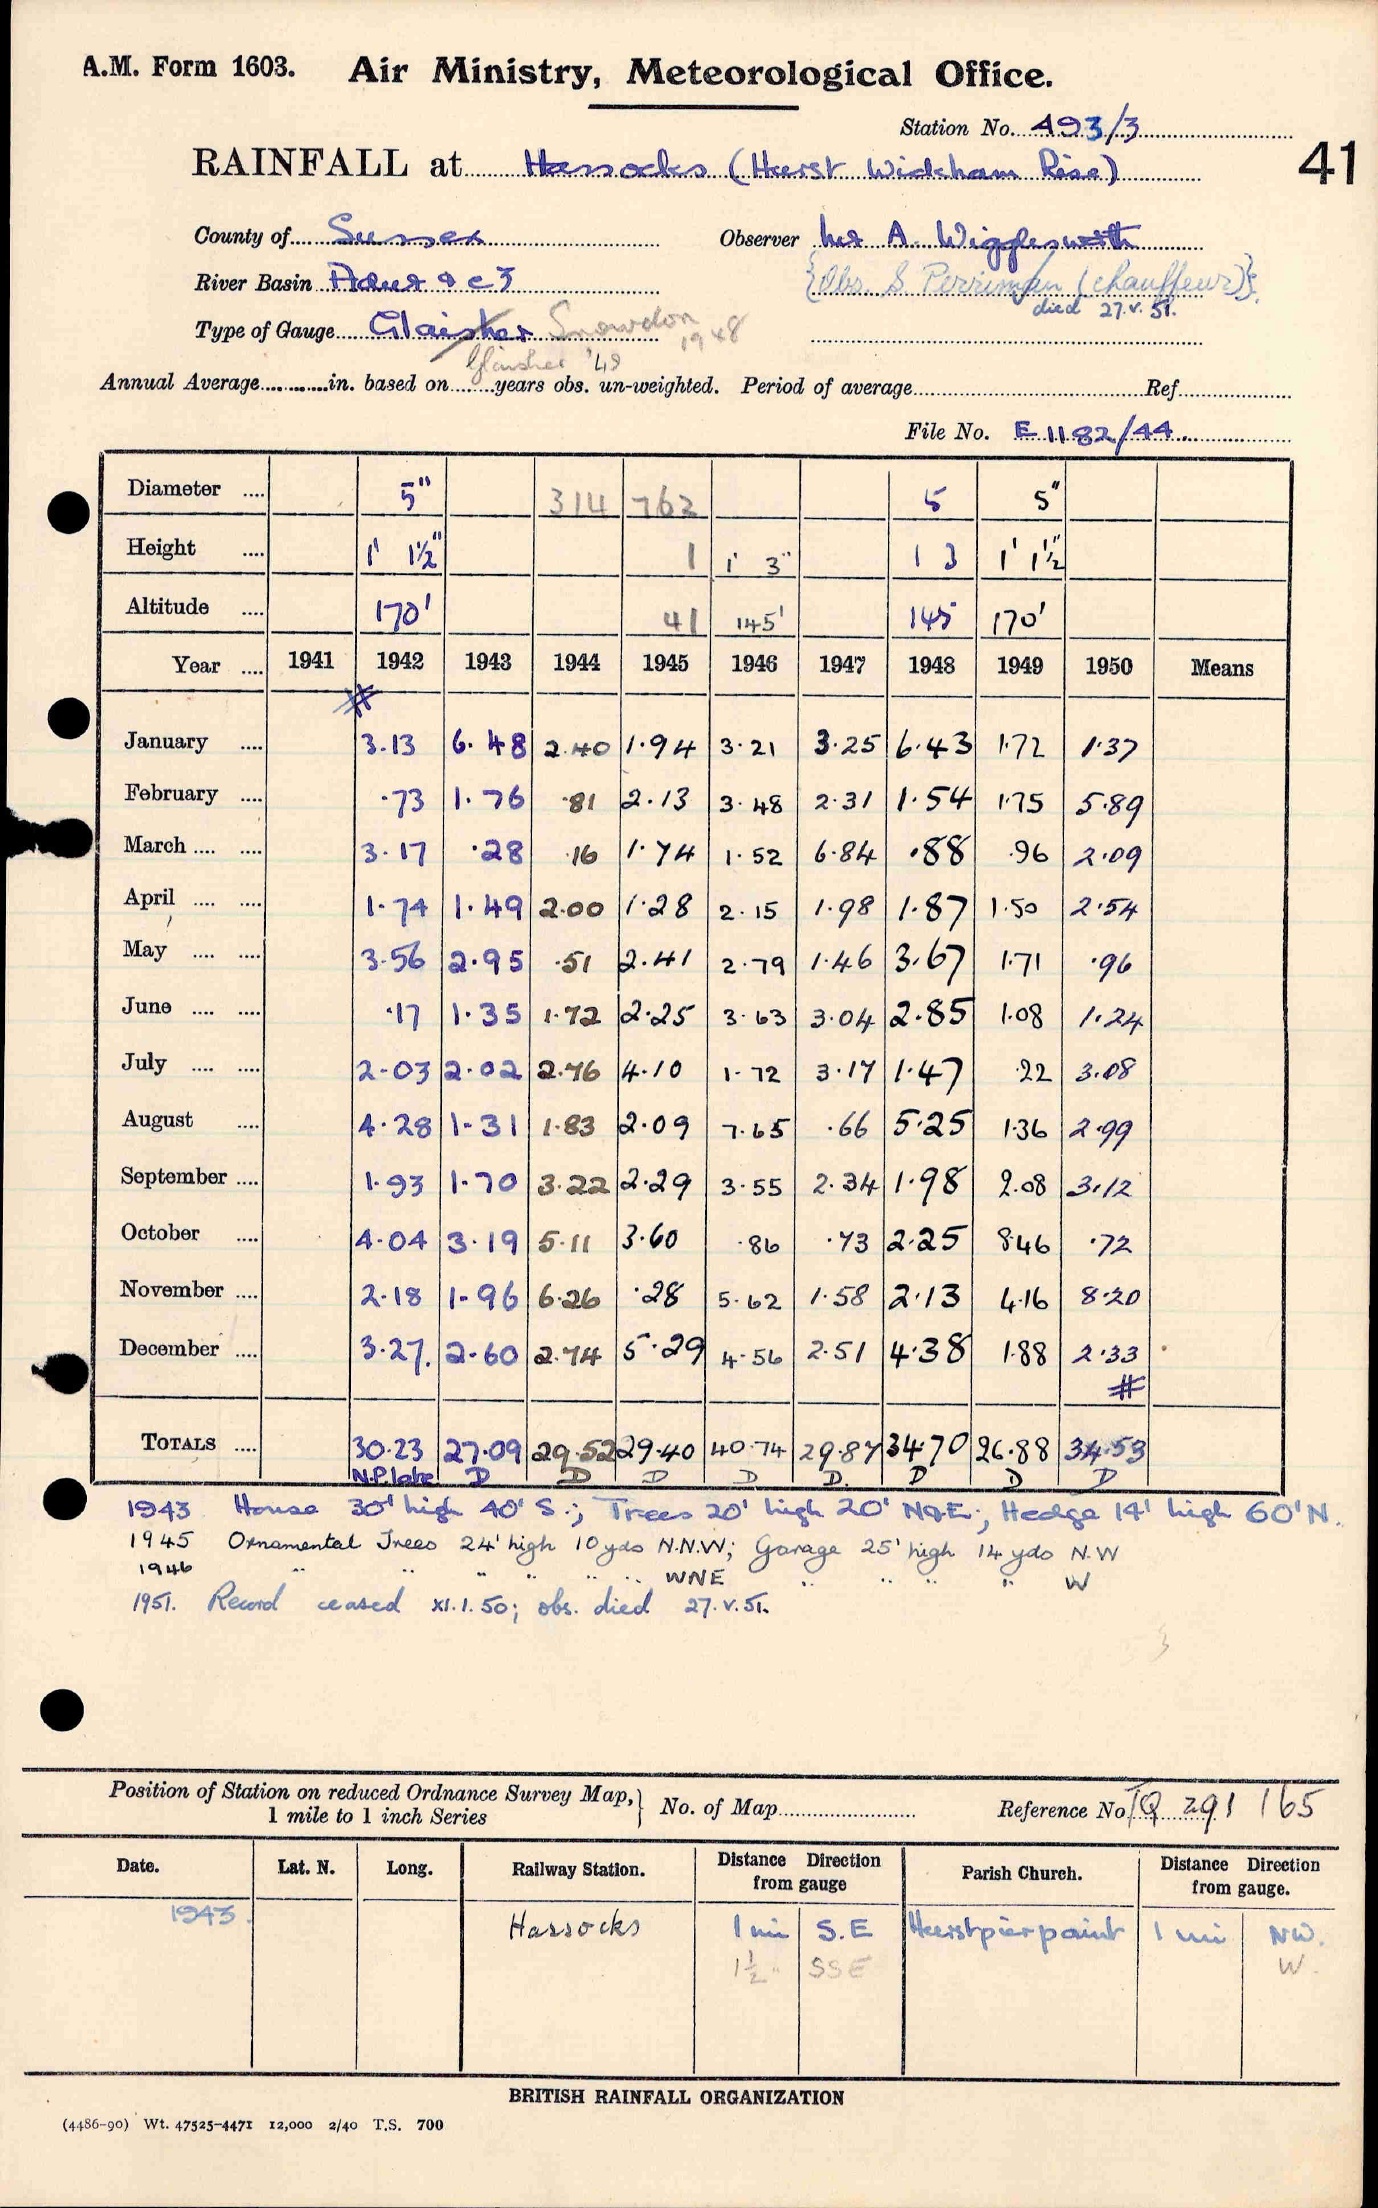 A.M. Form 1603. Air Ministry, Meteorological Office.
Station No. 493/3
RAINFALL at Hassocks (Hurst Wickham Rise) 41
County of Sussex Observer Mrs A. Wigglesworth
River Basin Adur & c3 {Obs. S. Perriman (chauffeur)}
died 27.v.51.
Type of Gauge Glaisher Snowdon 1948
Glaisher '49
Annual Average in. based on years obs. un-weighted. Period of average Ref
File No. E 1182/44
Diameter .... 5" 314 762 5 5"
Height .... 1' 1½" 1 1' 3" 1 3 1' 1½"
Altitude .... 170' 41 145' 145 170'
Year .... 1941 1942 1943 1944 1945 1946 1947 1948 1949 1950 Means
#
January .... 3.13 6.48 2.40 1.94 3.21 3.25 6.43 1.72 1.37
February .... .73 1.76 .81 2.13 3.48 2.31 1.54 1.75 5.89
March .... .... 3.17 .28 .16 1.74 1.52 6.84 .88 .96 2.09
April .... .... 1.74 1.49 2.00 1.28 2.15 1.98 1.87 1.50 2.54
May .... .... 3.56 2.95 .51 2.41 2.79 1.46 3.67 1.71 .96
June .... .... .17 1.35 1.72 2.25 3.63 3.04 2.85 1.08 1.24
July .... .... 2.03 2.02 2.76 4.10 1.72 3.17 1.47 .22 3.08
August .... 4.28 1.31 1.83 2.09 7.65 .66 5.25 1.36 2.99
September .... 1.93 1.70 3.22 2.29 3.55 2.34 1.98 2.08 3.12
October .... 4.04 3.19 5.11 3.60 .86 .73 2.25 8.46 .72
November .... 2.18 1.96 6.26 .28 5.62 1.58 2.13 4.16 8.20
December .... 3.27. 2.60 2.74 5.29 4.56 2.51 4.38 1.88 2.33
#
TOTALS .... 30.23 27.09 29.52 29.40 40.74 29.87 34.70 26.88 34.53
N.P. late D D D D D. D D D
1943 House 30' high 40' S.; Trees 20' high 20' N&E.; Hedge 14' high 60' N.
1945 Ornamental Trees 24' high 10 yds N.N.W; Garage 25' high 14 yds N.W
1946 " " " " " " WNE " " " " W
1951. Record ceased XI.1.50; obs. died 27.v.51.
Position of Station on reduced Ordnance Survey Map, 1 mile to 1 inch Series } No. of Map Reference No. TQ 291 165
Date. Lat. N. Long. Railway Station. Distance Direction from gauge Parish Church. Distance Direction from gauge.
1943. Hassocks 1 mi S.E Hurstpierpoint 1 mi NW.
1½ " SSE W.
BRITISH RAINFALL ORGANIZATION
(4486-90) Wt. 47525-4471 12,000 2/40 T.S. 700